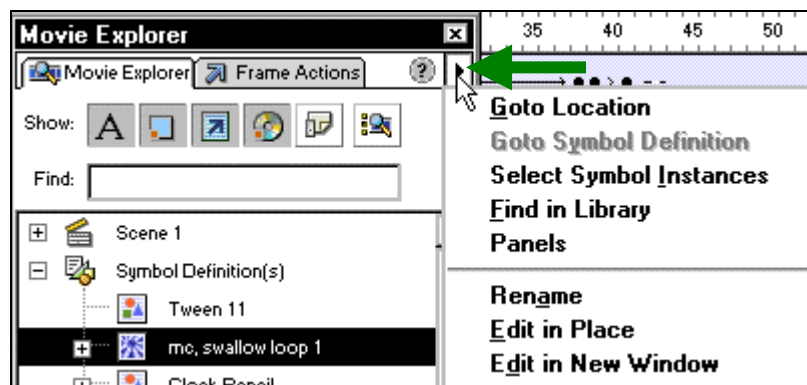 Movie Explorer
35 40 45 50
Movie Explorer Frame Actions ?
Show: A
Find:
Scene 1
Symbol Definition(s)
Tween 11
mc, swallow loop 1
Clock Pencil
Goto Location
Goto Symbol Definition
Select Symbol Instances
Find in Library
Panels
Rename
Edit in Place
Edit in New Window